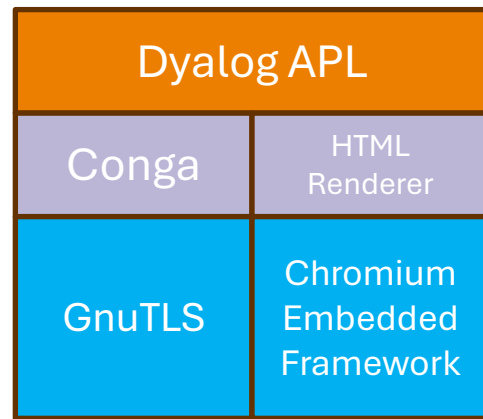 Dyalog APL
Conga
HTML
Renderer
GnuTLS
Chromium
Embedded
Framework